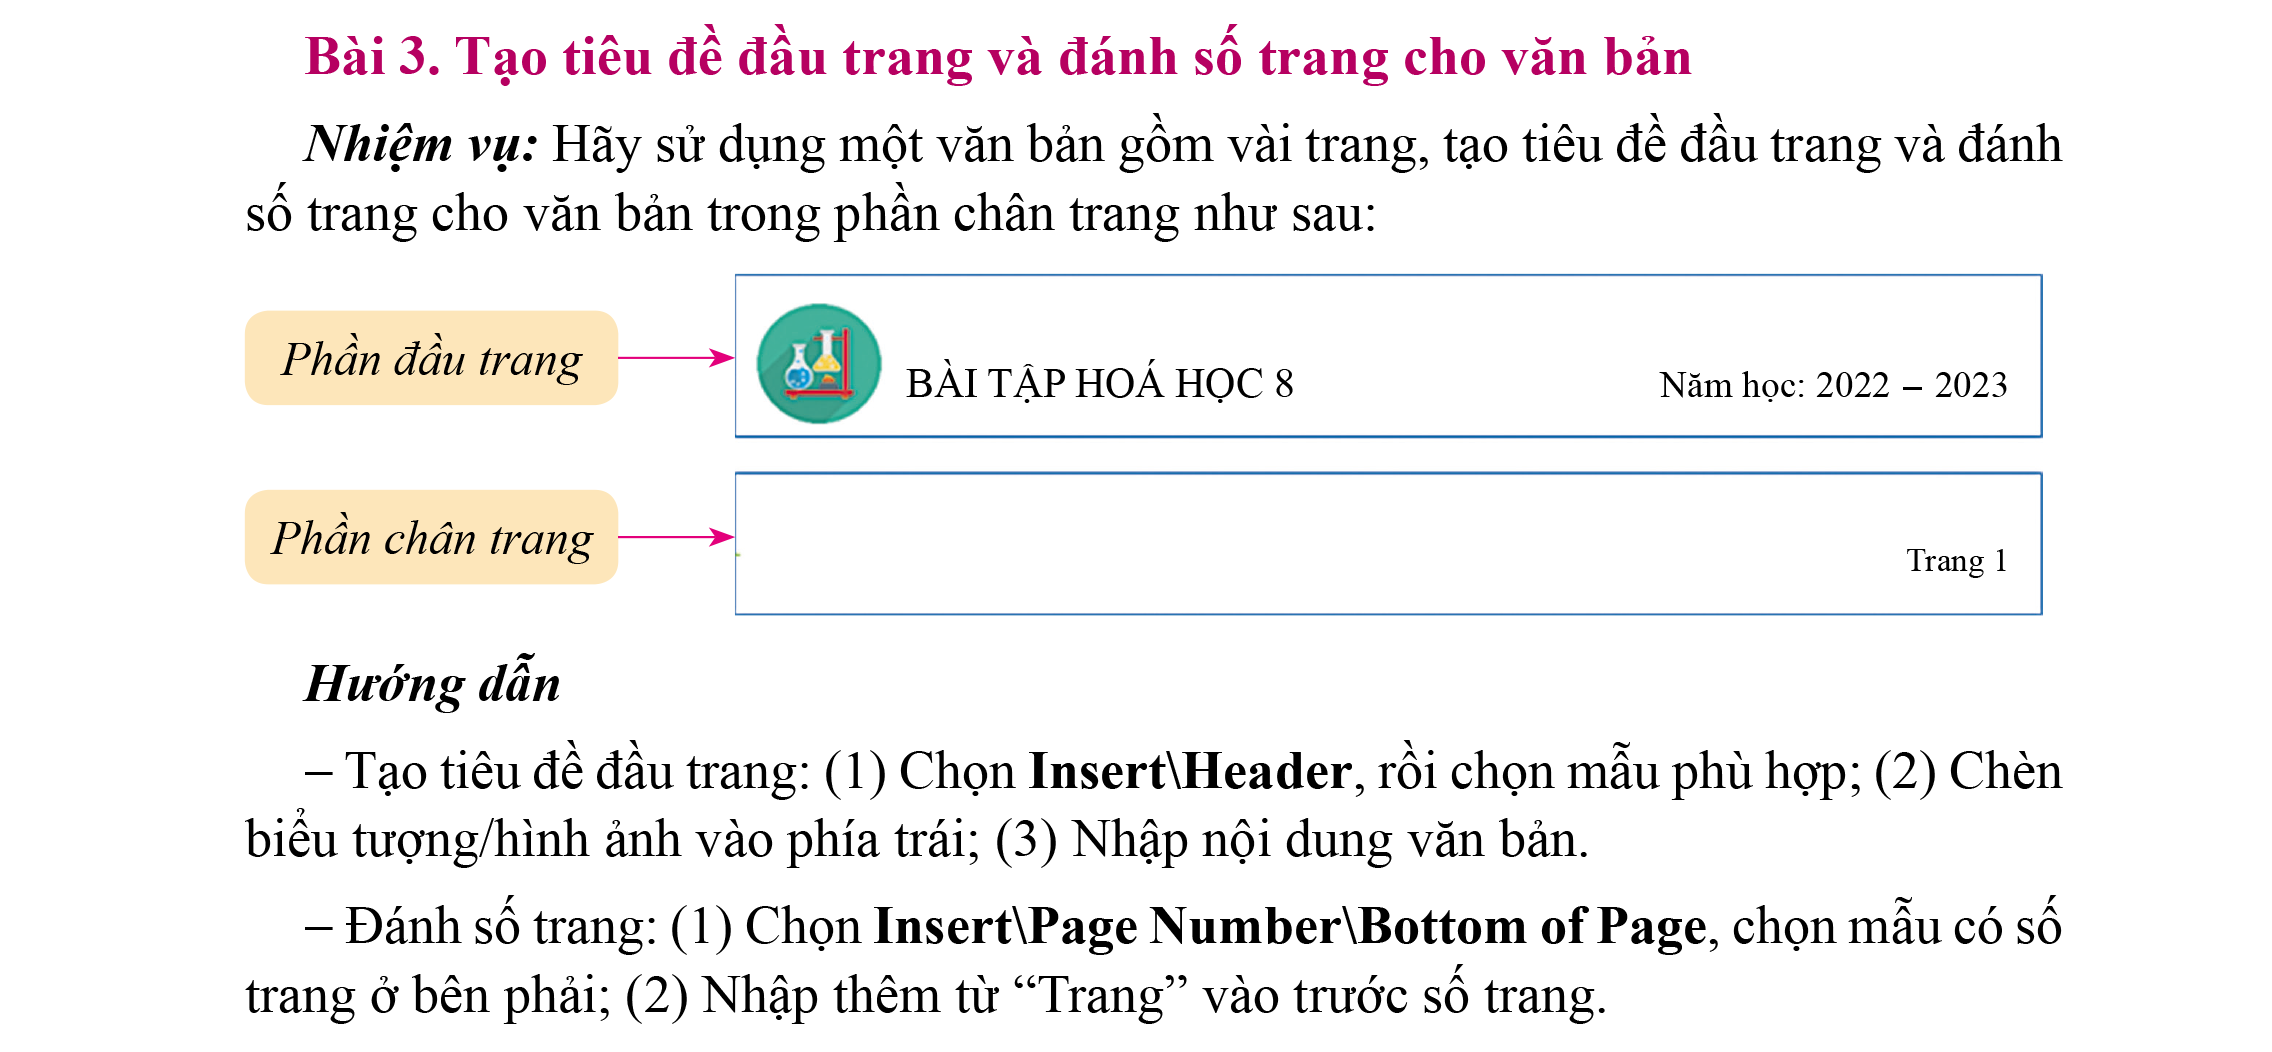 Bài 3. Tạo tiêu đề đầu trang và đánh số trang cho văn bản
Nhiệm vụ: Hãy sử dụng một văn bản gồm vài trang, tạo tiêu đề đầu trang và đánh
số trang cho văn bản trong phần chân trang như sau:
Phần đầu trang
BÀI TẬP HOÁ HỌC 8
Năm học: 2022 – 2023
Phần chân trang
Trang 1
Hướng dẫn
– Tạo tiêu đề đầu trang: (1) Chọn Insert\Header, rồi chọn mẫu phù hợp; (2) Chèn
biểu tượng/hình ảnh vào phía trái; (3) Nhập nội dung văn bản.
– Đánh số trang: (1) Chọn Insert\Page Number\Bottom of Page, chọn mẫu có số
trang ở bên phải; (2) Nhập thêm từ “Trang” vào trước số trang.